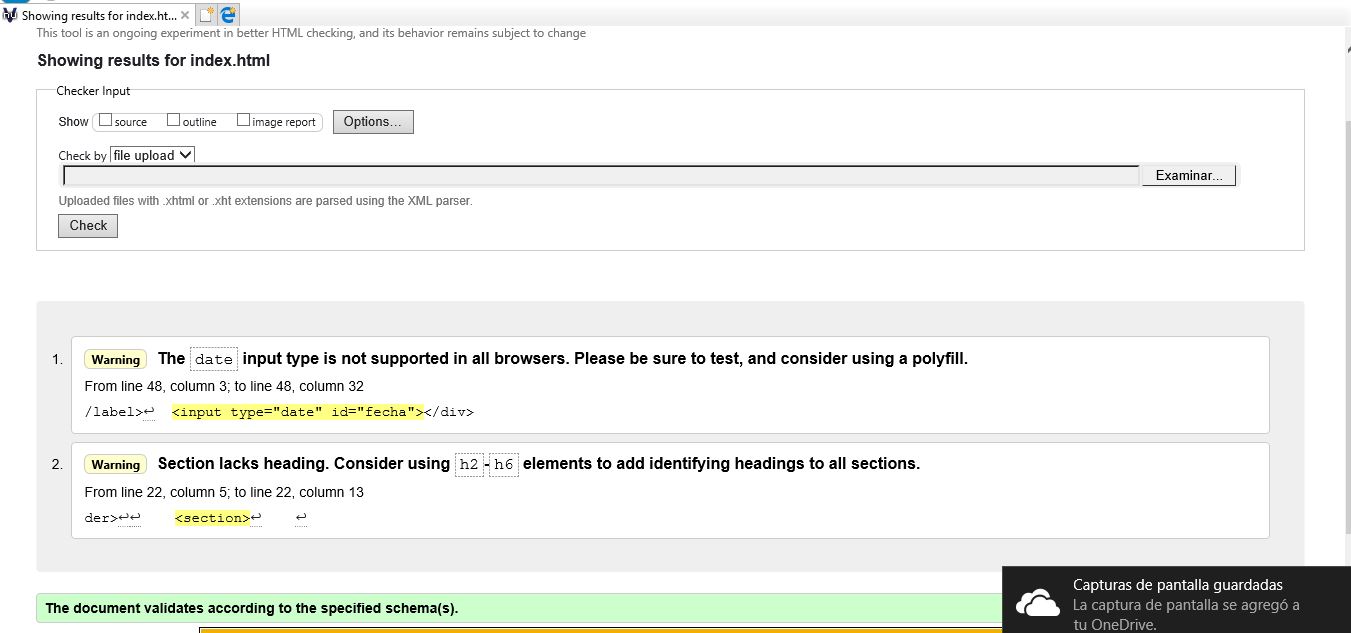 Showing results for index.ht...
This tool is an ongoing experiment in better HTML checking, and its behavior remains subject to change
Showing results for index.html
Checker Input
Show source outline image report Options...
Check by file upload
Examinar...
Uploaded files with .xhtml or .xht extensions are parsed using the XML parser.
Check
1. Warning The date input type is not supported in all browsers. Please be sure to test, and consider using a polyfill.
From line 48, column 3; to line 48, column 32
/label>↩ <input type="date" id="fecha"></div>
2. Warning Section lacks heading. Consider using h2-h6 elements to add identifying headings to all sections.
From line 22, column 5; to line 22, column 13
der>↩↩ <section>↩ ↩
The document validates according to the specified schema(s).
Capturas de pantalla guardadas
La captura de pantalla se agregó a
tu OneDrive.